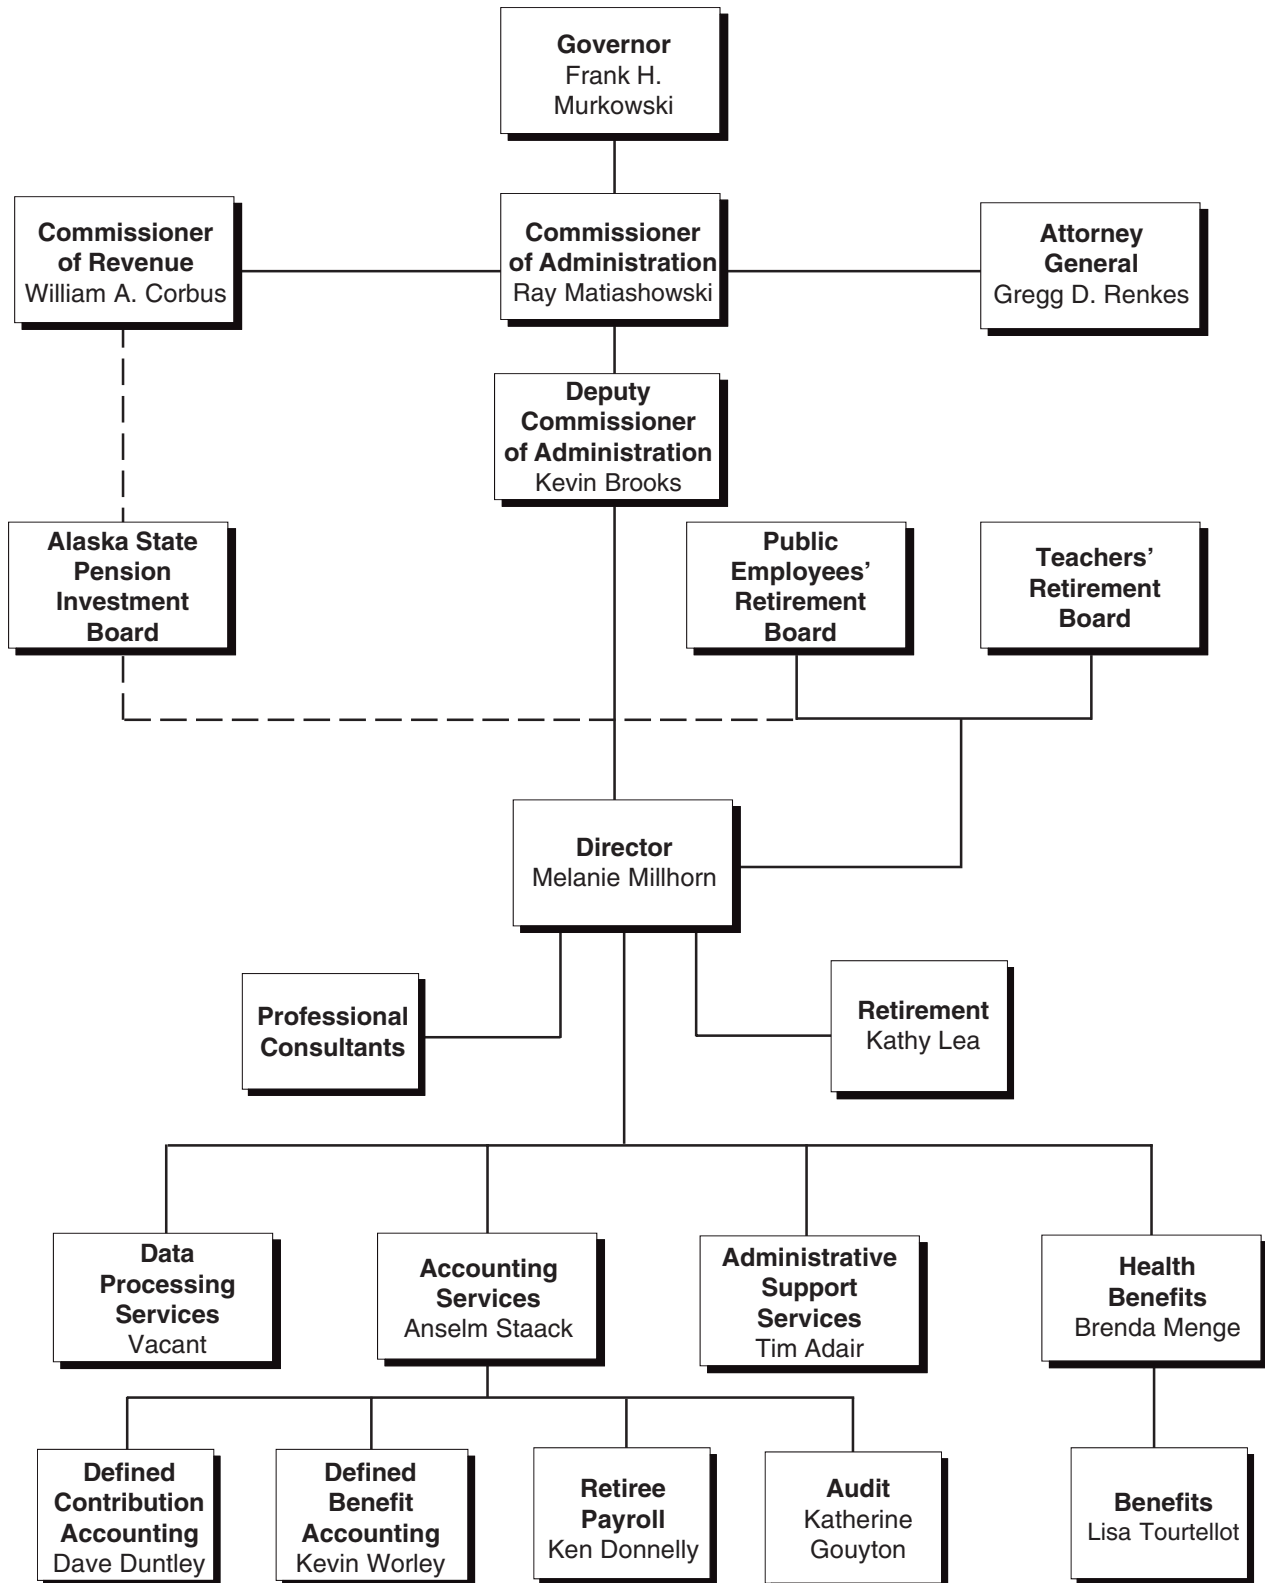 Governor
Frank H.
Murkowski
Commissioner
of Revenue
William A. Corbus
Commissioner
of Administration
Ray Matiashowski
Attorney
General
Gregg D. Renkes
Deputy
Commissioner
of Administration
Kevin Brooks
Alaska State
Pension
Investment
Board
Public
Employees’
Retirement
Board
Teachers’
Retirement
Board
Director
Melanie Millhorn
Professional
Consultants
Retirement
Kathy Lea
Data
Processing
Services
Vacant
Accounting
Services
Anselm Staack
Administrative
Support
Services
Tim Adair
Health
Benefits
Brenda Menge
Defined
Contribution
Accounting
Dave Duntley
Defined
Benefit
Accounting
Kevin Worley
Retiree
Payroll
Ken Donnelly
Audit
Katherine
Gouyton
Benefits
Lisa Tourtellot